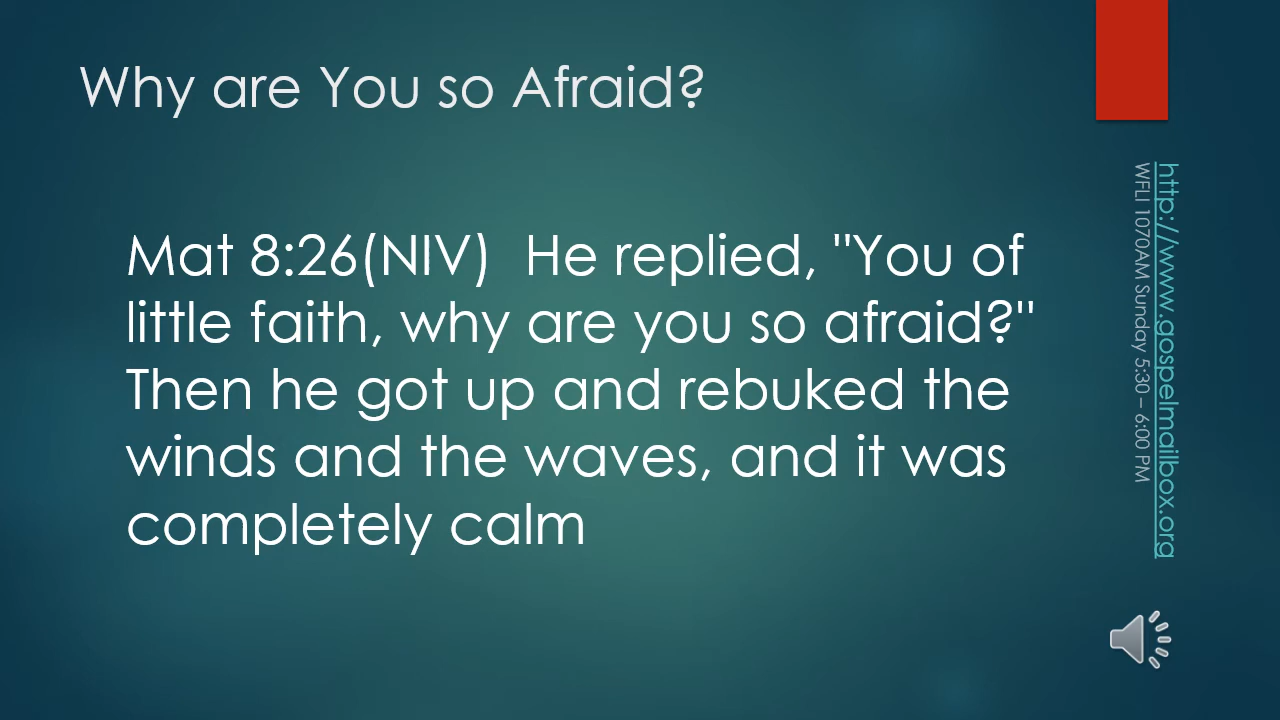 Why are You so Afraid?
Mat 8:26(NIV)  He replied, "You of
little faith, why are you so afraid?"
Then he got up and rebuked the
winds and the waves, and it was
completely calm
http://www.gospelmailbox.org
WFLI 1070AM Sunday 5:30 – 6:00 PM